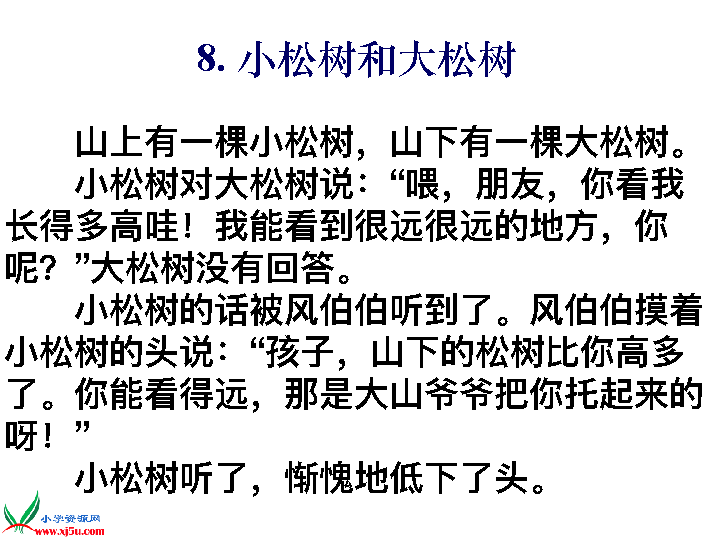 8. 小松树和大松树
山上有一棵小松树，山下有一棵大松树。
小松树对大松树说：“喂，朋友，你看我
长得多高哇！我能看到很远很远的地方，你
呢？”大松树没有回答。
小松树的话被风伯伯听到了。风伯伯摸着
小松树的头说：“孩子，山下的松树比你高多
了。你能看得远，那是大山爷爷把你托起来的
呀！”
小松树听了，惭愧地低下了头。
小学资源网
www.xj5u.com